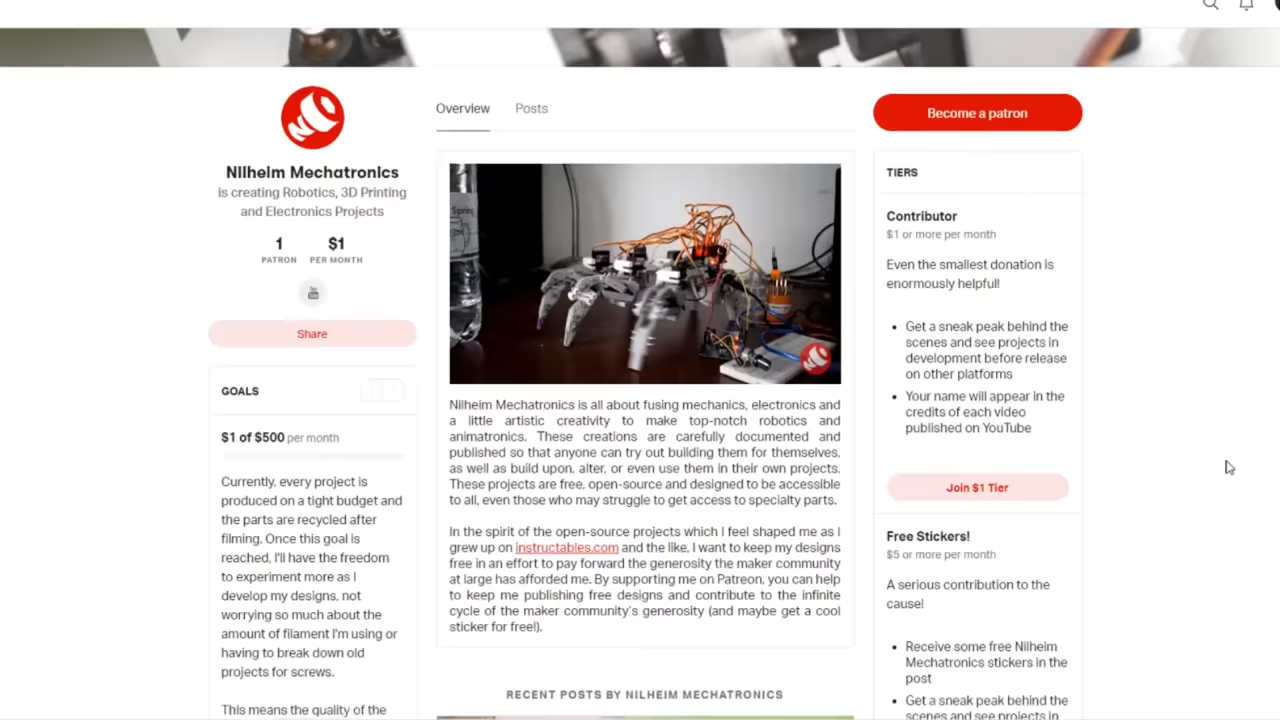 Nilheim Mechatronics
is creating Robotics, 3D Printing
and Electronics Projects
1
PATRON
$1
PER MONTH
Share
GOALS
$1 of $500 per month
Currently, every project is
produced on a tight budget and
the parts are recycled after
filming. Once this goal is
reached, I'll have the freedom
to experiment more as I
develop my designs, not
worrying so much about the
amount of filament I'm using or
having to break down old
projects for screws.
This means the quality of the
Overview
Posts
Nilheim Mechatronics is all about fusing mechanics, electronics and
a little artistic creativity to make top-notch robotics and
animatronics. These creations are carefully documented and
published so that anyone can try out building them for themselves,
as well as build upon, alter, or even use them in their own projects.
These projects are free, open-source and designed to be accessible
to all, even those who may struggle to get access to specialty parts.
In the spirit of the open-source projects which I feel shaped me as I
grew up on instructables.com and the like, I want to keep my designs
free in an effort to pay forward the generosity the maker community
at large has afforded me. By supporting me on Patreon, you can help
to keep me publishing free designs and contribute to the infinite
cycle of the maker community's generosity (and maybe get a cool
sticker for free!).
RECENT POSTS BY NILHEIM MECHATRONICS
Become a patron
TIERS
Contributor
$1 or more per month
Even the smallest donation is
enormously helpful!
• Get a sneak peak behind the
scenes and see projects in
development before release
on other platforms
• Your name will appear in the
credits of each video
published on YouTube
Join $1 Tier
Free Stickers!
$5 or more per month
A serious contribution to the
cause!
• Receive some free Nilheim
Mechatronics stickers in the
post
• Get a sneak peak behind the
scenes and see projects in